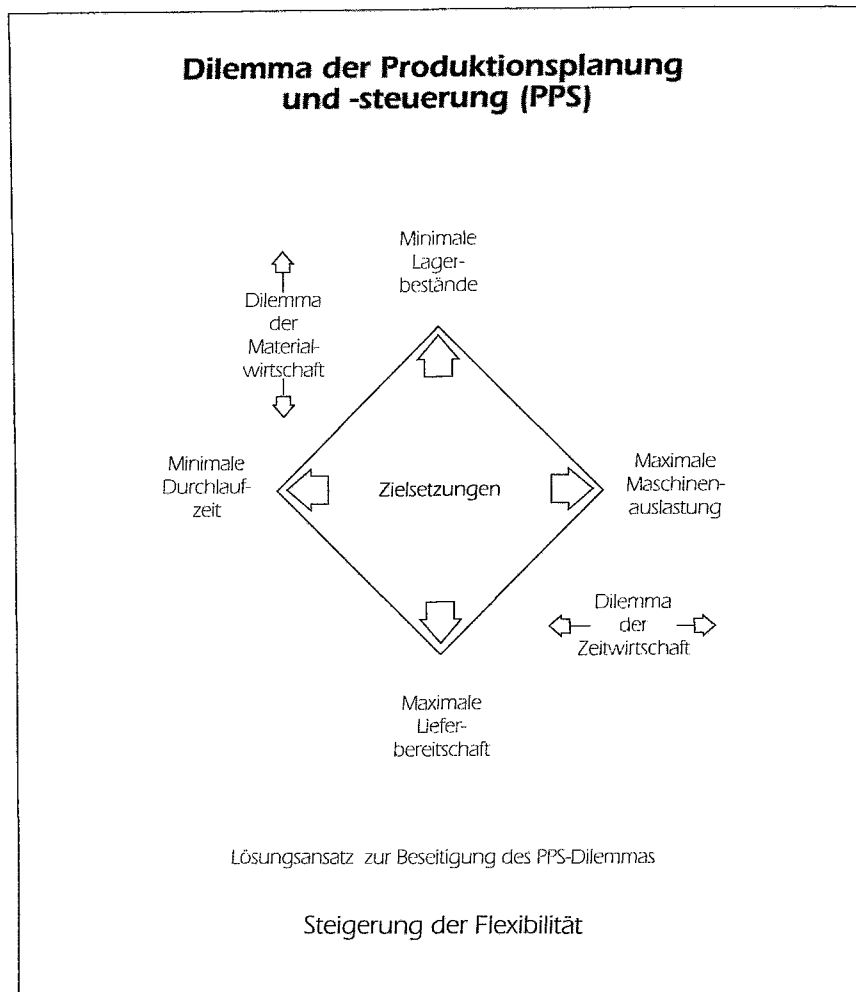 Dilemma der Produktionsplanung
und -steuerung (PPS)
Minimale
Lager-
bestände
Dilemma
der
Material-
wirtschaft
Minimale
Durchlauf-
zeit
Zielsetzungen
Maximale
Maschinen-
auslastung
Dilemma
der
Zeitwirtschaft
Maximale
Liefer-
bereitschaft
Lösungsansatz zur Beseitigung des PPS-Dilemmas
Steigerung der Flexibilität